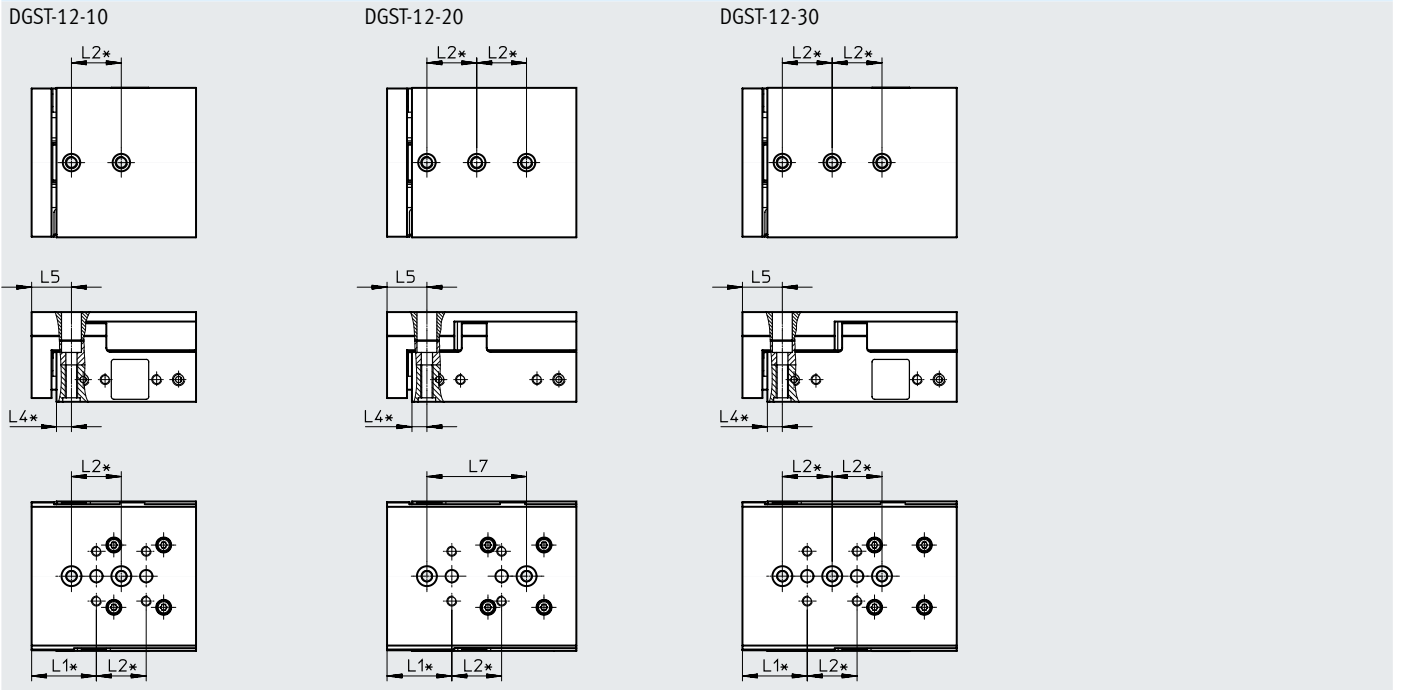 DGST-12-10 DGST-12-20 DGST-12-30
L2* L2* L2* L2* L2*
L5 L5 L5
L4* L4* L4*
L2* L7 L2* L2*
L1* L2* L1* L2* L1* L2*